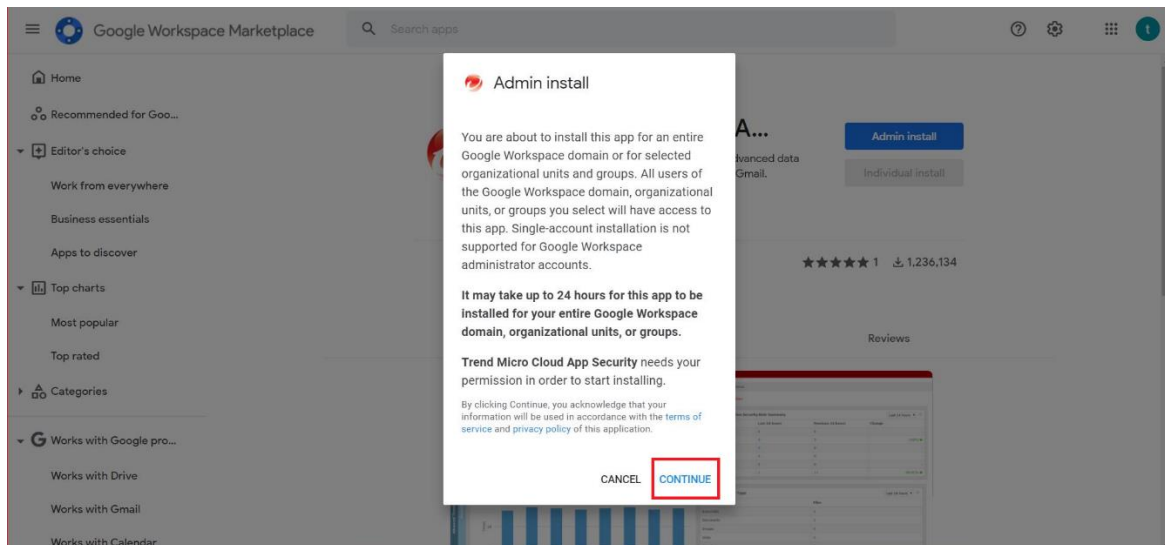 Google Workspace Marketplace
Search apps
t
Home
Recommended for Goo...
Editor's choice
Work from everywhere
Business essentials
Apps to discover
Top charts
Most popular
Top rated
Categories
Works with Google pro...
Works with Drive
Works with Gmail
Works with Calendar
Admin install
You are about to install this app for an entire
Google Workspace domain or for selected
organizational units and groups. All users of
the Google Workspace domain, organizational
units, or groups you select will have access to
this app. Single-account installation is not
supported for Google Workspace
administrator accounts.
It may take up to 24 hours for this app to be
installed for your entire Google Workspace
domain, organizational units, or groups.
Trend Micro Cloud App Security needs your
permission in order to start installing.
By clicking Continue, you acknowledge that your
information will be used in accordance with the terms of
service and privacy policy of this application.
CANCEL CONTINUE
A...
dvanced data
Gmail.
Admin install
Individual install
1 1,236,134
Reviews